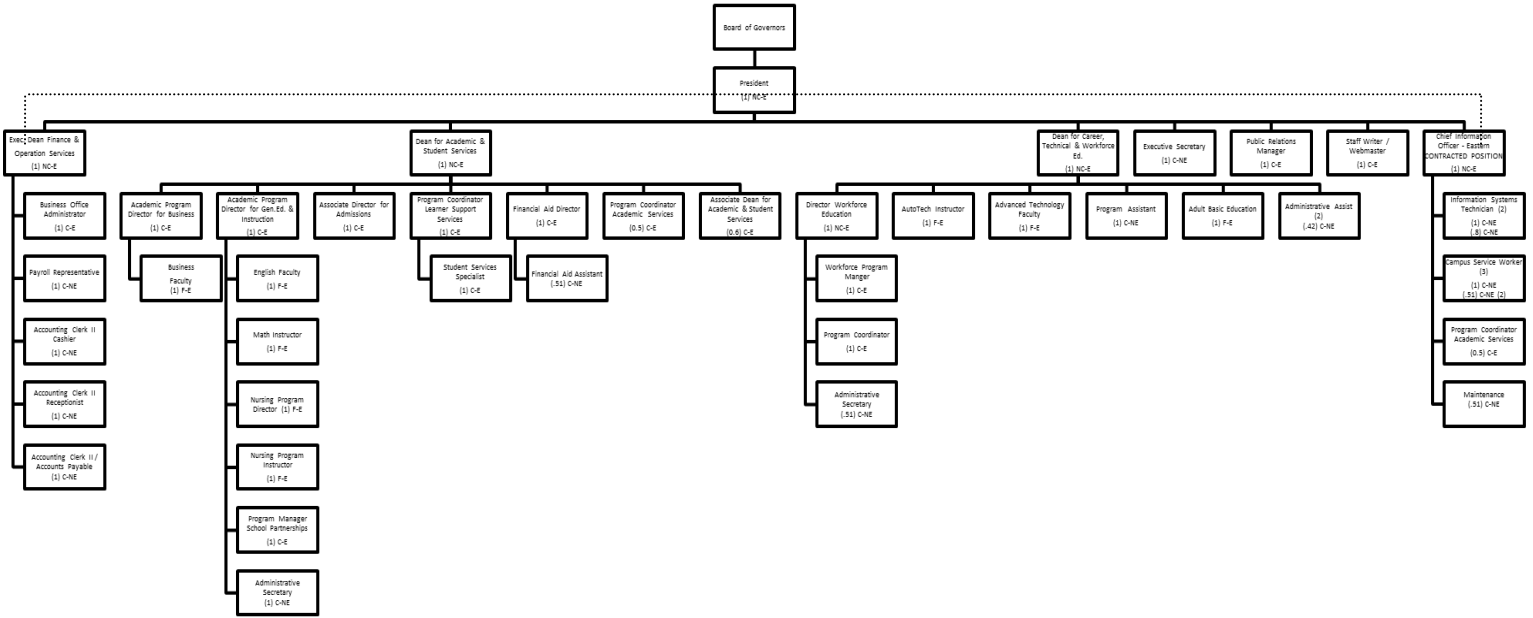 Board of Governors
President
(1) NC-E
Exec. Dean Finance &
Operation Services
(1) NC-E
Dean for Academic &
Student Services
(1) NC-E
Dean for Career,
Technical & Workforce
Ed.
(1) NC-E
Executive Secretary
(1) C-NE
Public Relations
Manager
(1) C-E
Staff Writer /
Webmaster
(1) C-E
Chief Information
Officer - Eastern
CONTRACTED POSITION
(1) NC-E
Business Office
Administrator
(1) C-E
Payroll Representative
(1) C-NE
Accounting Clerk II
Cashier
(1) C-NE
Accounting Clerk II
Receptionist
(1) C-NE
Accounting Clerk II /
Accounts Payable
(1) C-NE
Academic Program
Director for Business
(1) C-E
Business
Faculty
(1) F-E
Academic Program
Director for Gen.Ed. &
Instruction
(1) C-E
English Faculty
(1) F-E
Math Instructor
(1) F-E
Nursing Program
Director (1) F-E
Nursing Program
Instructor
(1) F-E
Program Manager
School Partnerships
(1) C-E
Administrative
Secretary
(1) C-NE
Associate Director for
Admissions
(1) C-E
Program Coordinator
Learner Support
Services
(1) C-E
Student Services
Specialist
(1) C-E
Financial Aid Director
(1) C-E
Financial Aid Assistant
(.51) C-NE
Program Coordinator
Academic Services
(0.5) C-E
Associate Dean for
Academic & Student
Services
(0.6) C-E
Director Workforce
Education
(1) NC-E
Workforce Program
Manger
(1) C-E
Program Coordinator
(1) C-E
Administrative
Secretary
(.51) C-NE
AutoTech Instructor
(1) F-E
Advanced Technology
Faculty
(1) F-E
Program Assistant
(1) C-NE
Adult Basic Education
(1) F-E
Administrative Assist
(2)
(.42) C-NE
Information Systems
Technician (2)
(1) C-NE
(.8) C-NE
Campus Service Worker
(3)
(1) C-NE
(.51) C-NE (2)
Program Coordinator
Academic Services
(0.5) C-E
Maintenance
(.51) C-NE